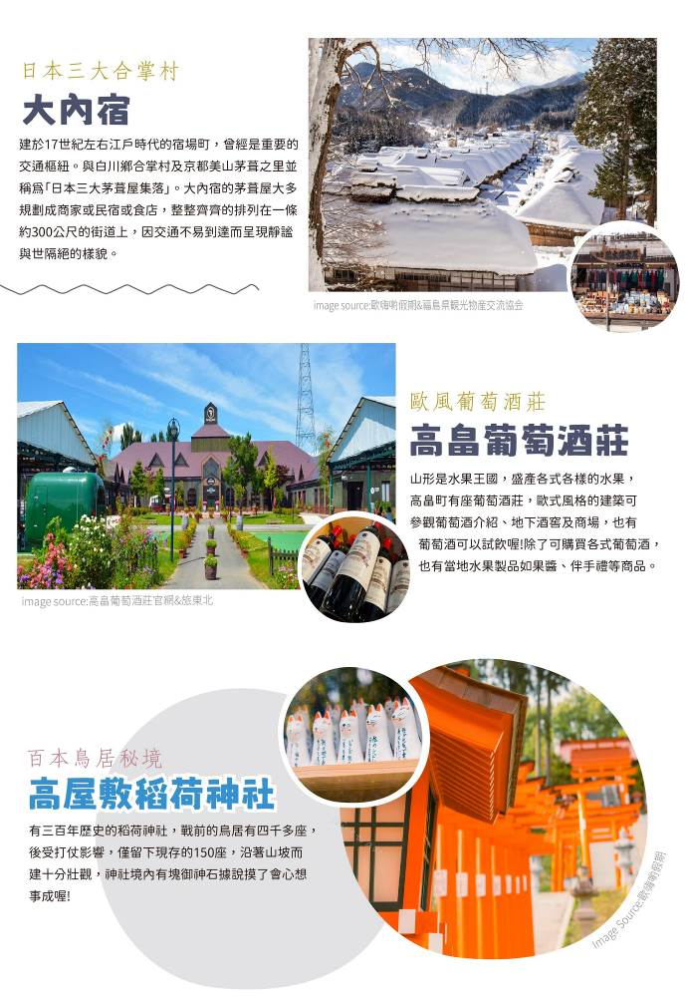 日本三大合掌村
大內宿
建於17世紀左右江戶時代的宿場町，曾經是重要的
交通樞紐。與白川鄉合掌村及京都美山茅葺之里並
稱為｢日本三大茅葺屋集落｣。大內宿的茅葺屋大多
規劃成商家或民宿或食店，整整齊齊的排列在一條
約300公尺的街道上，因交通不易到達而呈現靜謐
與世隔絕的樣貌。
image source:歐嗨喲假期&福島県観光物産交流協会
歐風葡萄酒莊
高畠葡萄酒莊
山形是水果王國，盛產各式各樣的水果，
高畠町有座葡萄酒莊，歐式風格的建築可
參觀葡萄酒介紹、地下酒窖及商場，也有
葡萄酒可以試飲喔!除了可購買各式葡萄酒，
也有當地水果製品如果醬、伴手禮等商品。
image source:高畠葡萄酒莊官網&旅東北
百本鳥居秘境
高屋敷稻荷神社
有三百年歷史的稻荷神社，戰前的鳥居有四千多座，
後受打仗影響，僅留下現存的150座，沿著山坡而
建十分壯觀，神社境內有塊御神石據說摸了會心想
事成喔!
Image Source:歐嗨喲假期